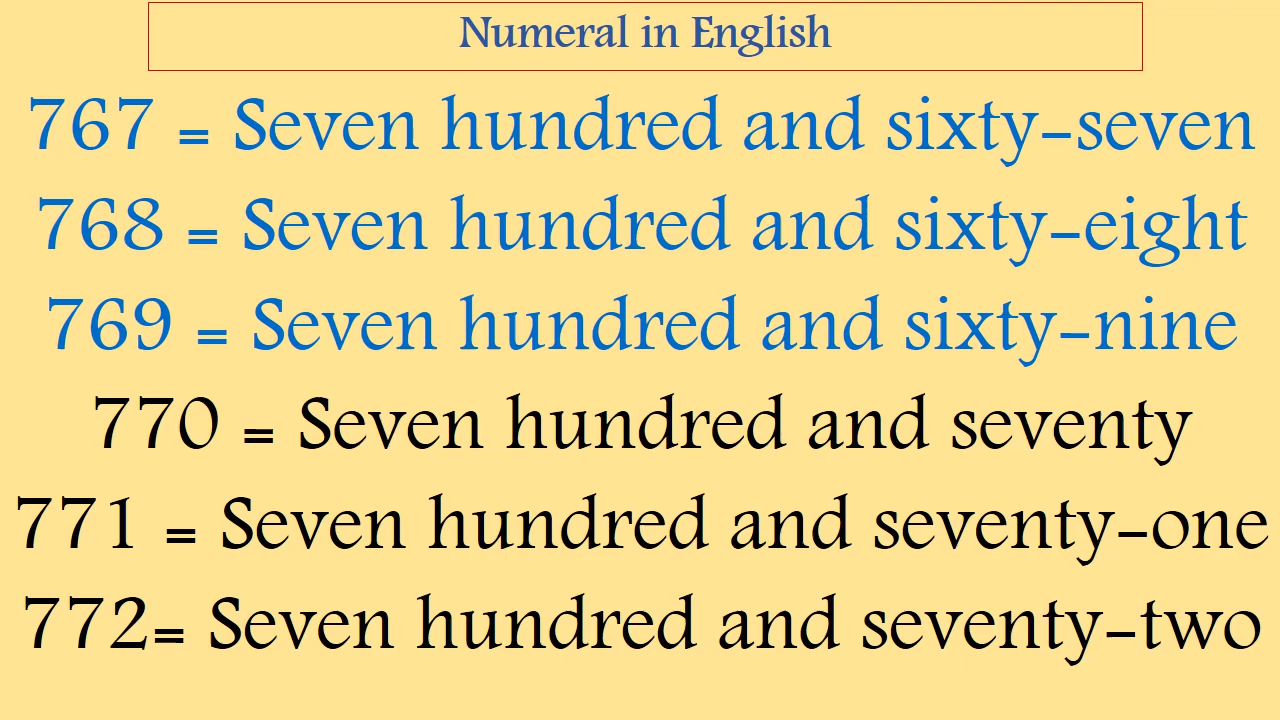 Numeral in English
767 = Seven hundred and sixty-seven
768 = Seven hundred and sixty-eight
769 = Seven hundred and sixty-nine
770 = Seven hundred and seventy
771 = Seven hundred and seventy-one
772= Seven hundred and seventy-two